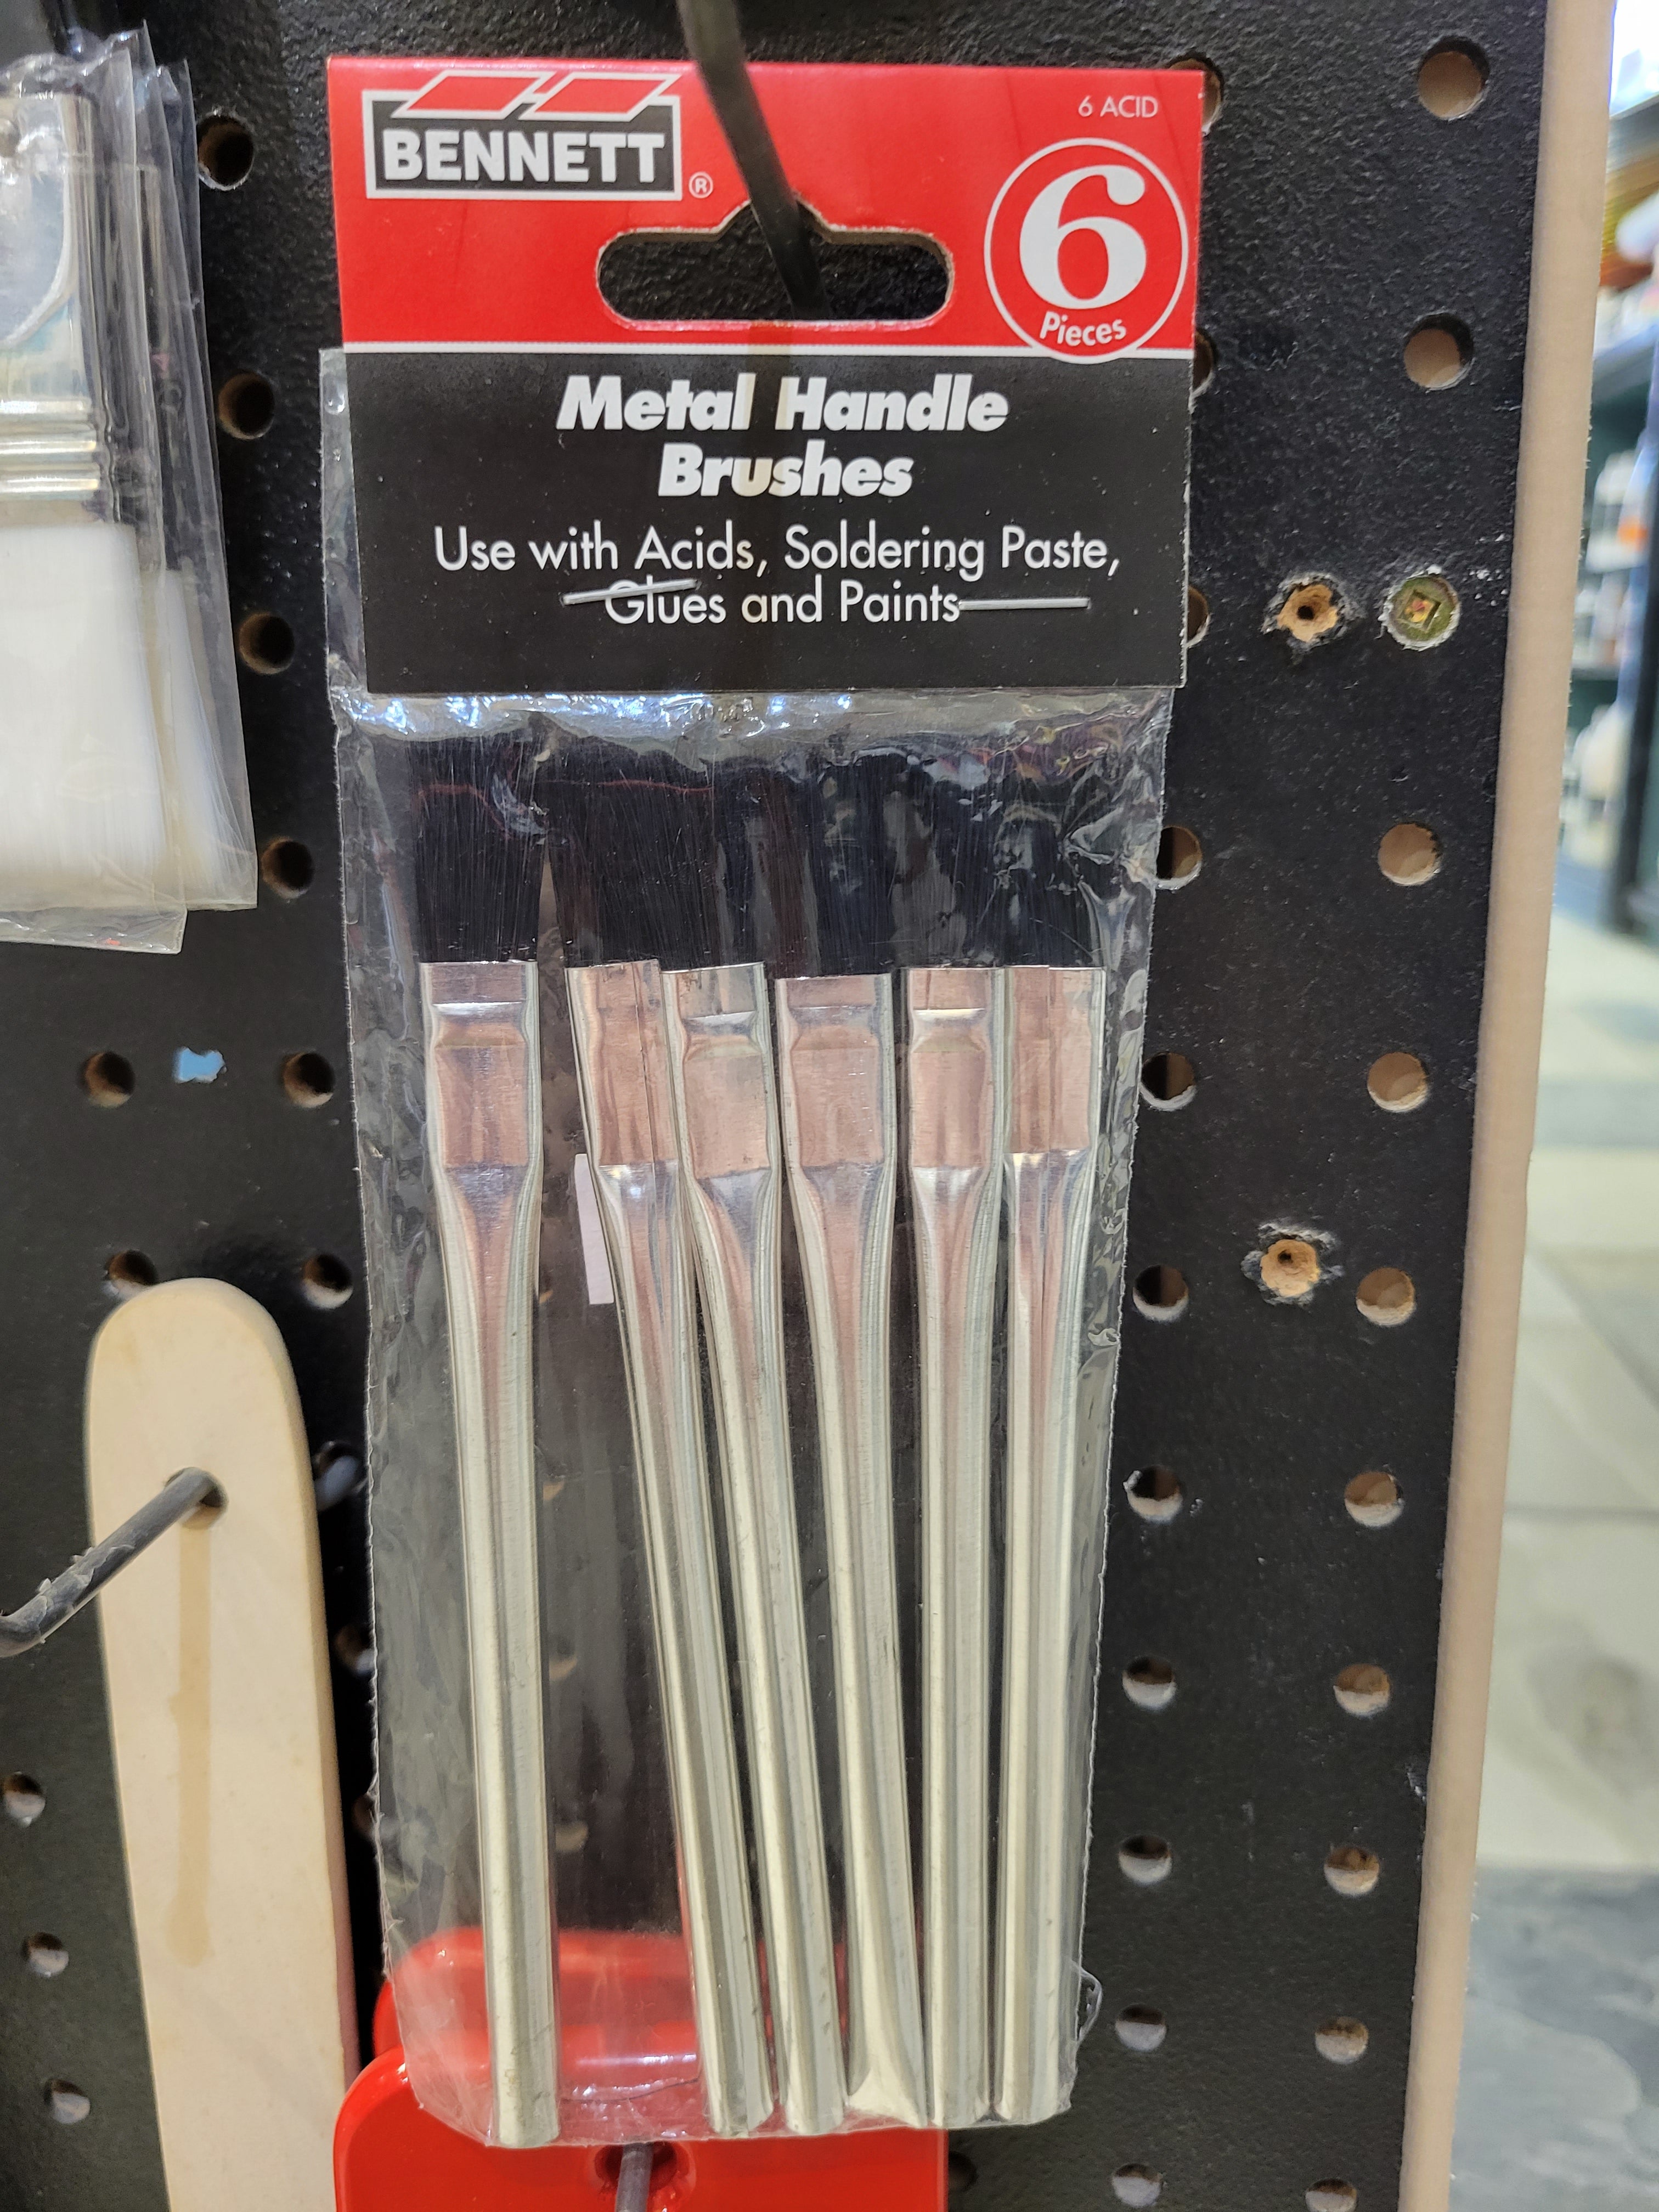 BENNETT®
6 ACID
6
Pieces
Metal Handle
Brushes
Use with Acids, Soldering Paste,
Glues and Paints